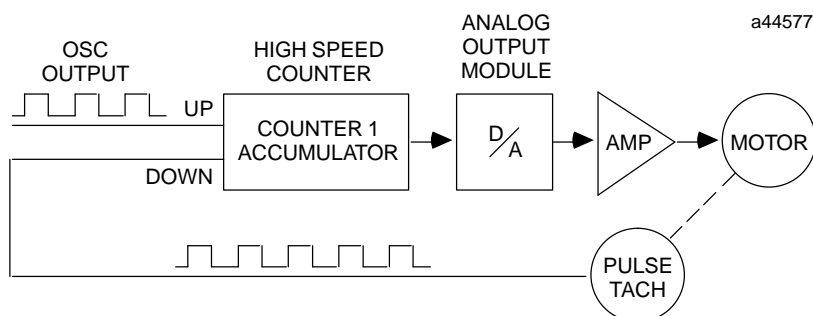 a44577
OSC
OUTPUT
HIGH SPEED
COUNTER
ANALOG
OUTPUT
MODULE
UP
DOWN
COUNTER 1
ACCUMULATOR
D/A
AMP
MOTOR
PULSE
TACH